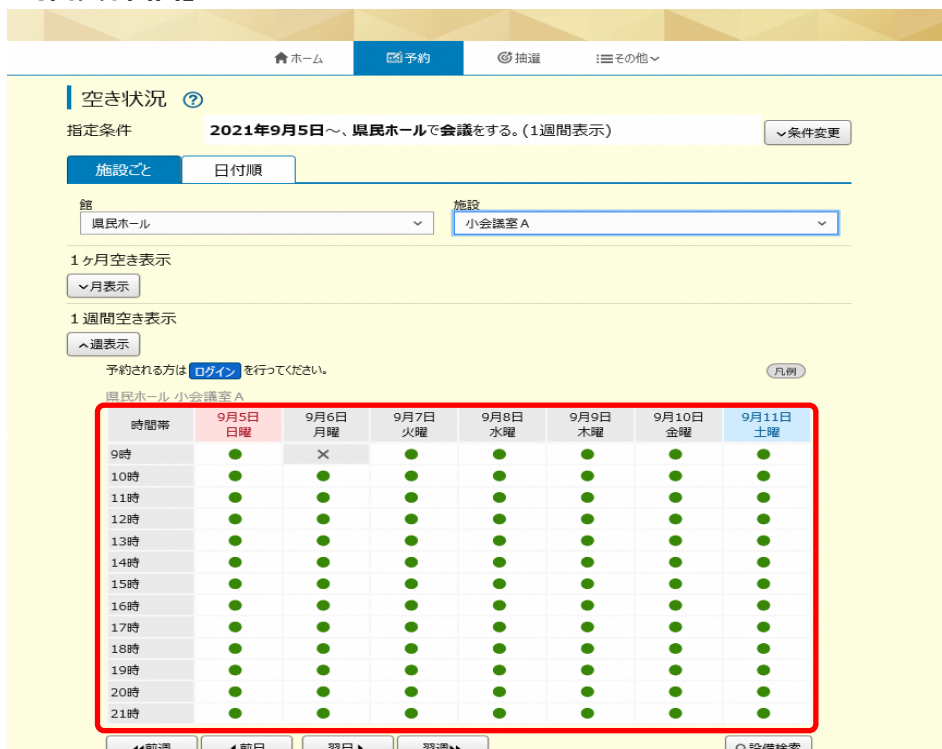 ホーム 予約 抽選 その他
空き状況 ?
指定条件 2021年9月5日～、県民ホールで会議をする。(1週間表示) 条件変更
施設ごと 日付順
館 施設
県民ホール 小会議室A
1ヶ月空き表示
月表示
1週間空き表示
週表示
予約される方は ログイン を行ってください。 凡例
県民ホール 小会議室A
時間帯 9月5日 日曜 9月6日 月曜 9月7日 火曜 9月8日 水曜 9月9日 木曜 9月10日 金曜 9月11日 土曜
9時 ● × ● ● ● ● ●
10時 ● ● ● ● ● ● ●
11時 ● ● ● ● ● ● ●
12時 ● ● ● ● ● ● ●
13時 ● ● ● ● ● ● ●
14時 ● ● ● ● ● ● ●
15時 ● ● ● ● ● ● ●
16時 ● ● ● ● ● ● ●
17時 ● ● ● ● ● ● ●
18時 ● ● ● ● ● ● ●
19時 ● ● ● ● ● ● ●
20時 ● ● ● ● ● ● ●
21時 ● ● ● ● ● ● ●
前週 前日 翌日 翌週 設備検索